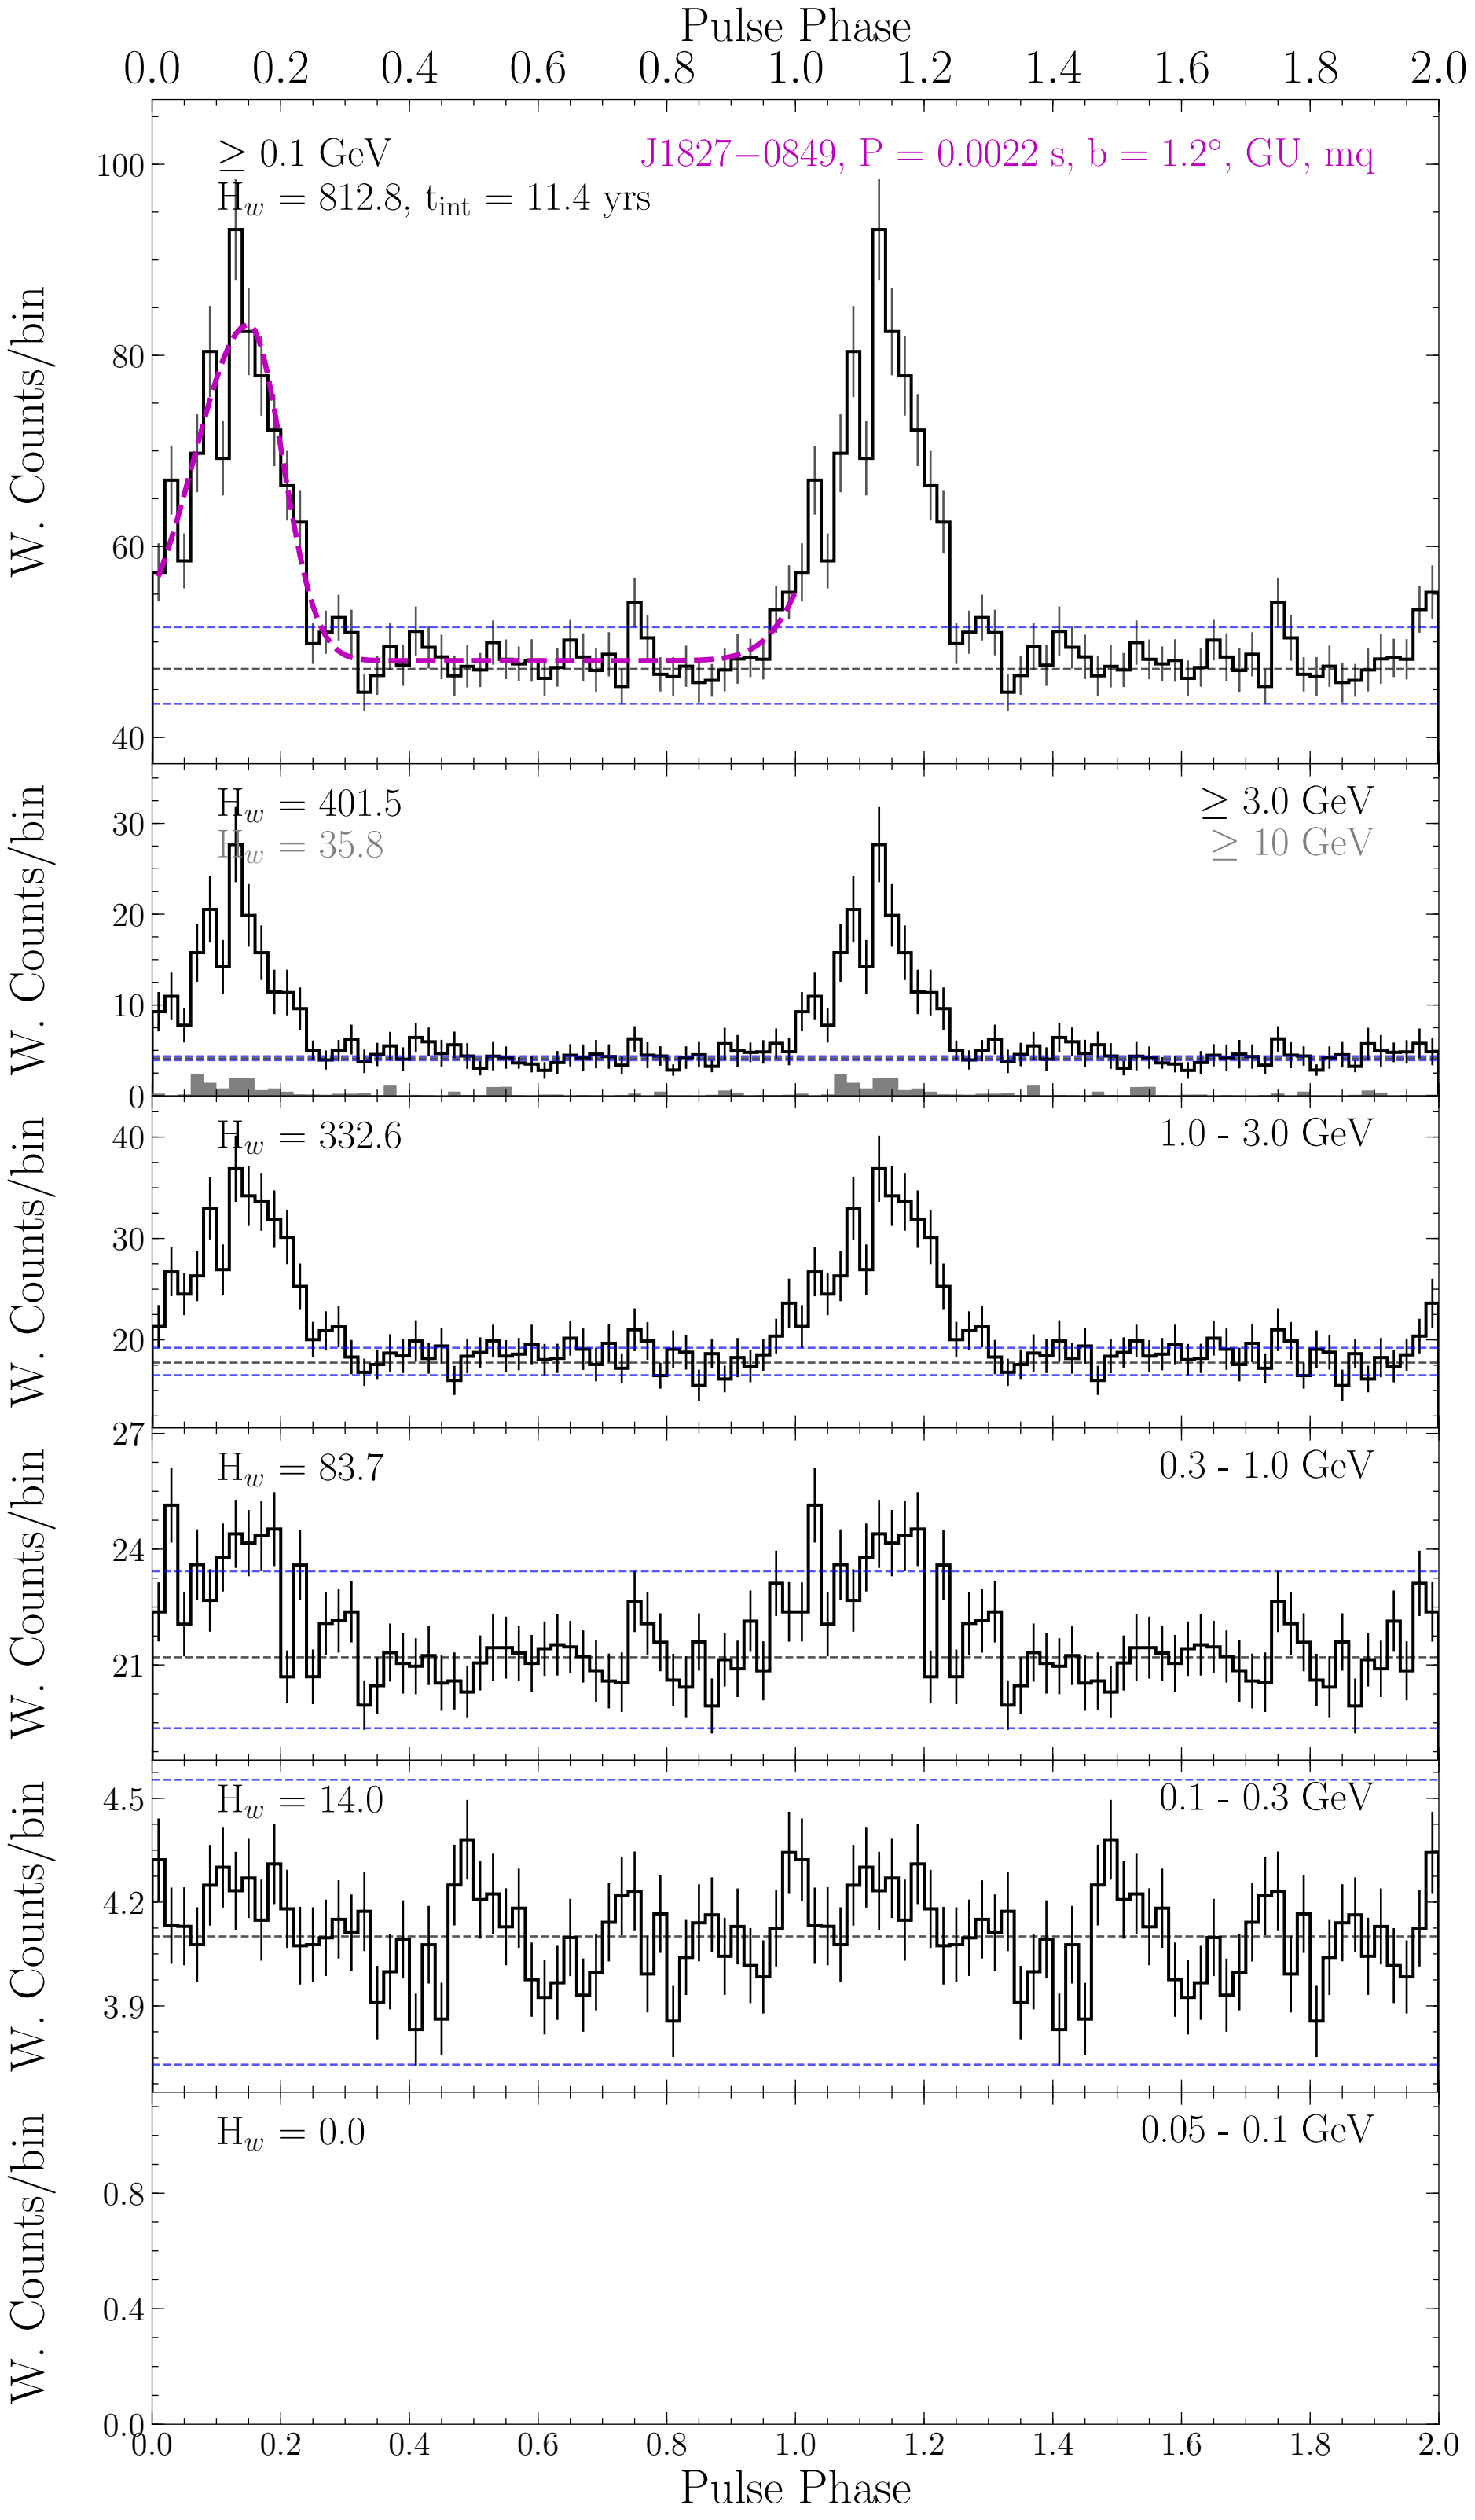 Pulse Phase
0.0 0.2 0.4 0.6 0.8 1.0 1.2 1.4 1.6 1.8 2.0
≥ 0.1 GeV
J1827−0849, P = 0.0022 s, b = 1.2°, GU, mq
H_w = 812.8, t_int = 11.4 yrs
100
80
60
40
W. Counts/bin
H_w = 401.5
≥ 3.0 GeV
H_w = 35.8
≥ 10 GeV
30
20
10
0
W. Counts/bin
H_w = 332.6
1.0 - 3.0 GeV
40
30
20
W. Counts/bin
H_w = 83.7
0.3 - 1.0 GeV
27
24
21
W. Counts/bin
H_w = 14.0
0.1 - 0.3 GeV
4.5
4.2
3.9
W. Counts/bin
H_w = 0.0
0.05 - 0.1 GeV
0.8
0.4
0.0
W. Counts/bin
0.0 0.2 0.4 0.6 0.8 1.0 1.2 1.4 1.6 1.8 2.0
Pulse Phase